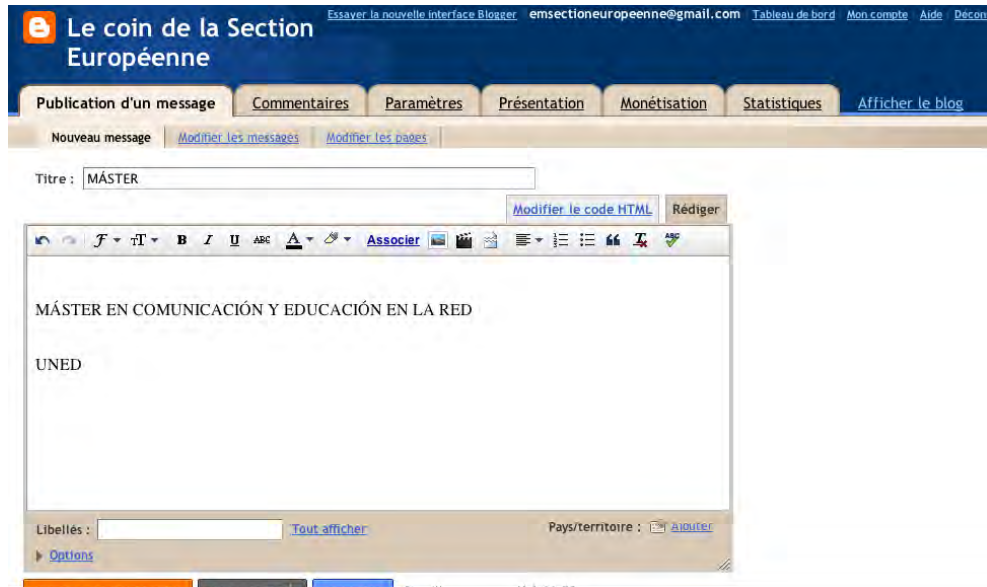 Essayer la nouvelle interface Blogger emsectioneuropeenne@gmail.com Tableau de bord Mon compte Aide Décon
Le coin de la Section
Européenne
Publication d'un message Commentaires Paramètres Présentation Monétisation Statistiques Afficher le blog
Nouveau message Modifier les messages Modifier les pages
Titre : MÁSTER
Modifier le code HTML Rédiger
B I U ABC A Associer
MÁSTER EN COMUNICACIÓN Y EDUCACIÓN EN LA RED
UNED
Libellés : Tout afficher Pays/territoire : Ajouter
Options